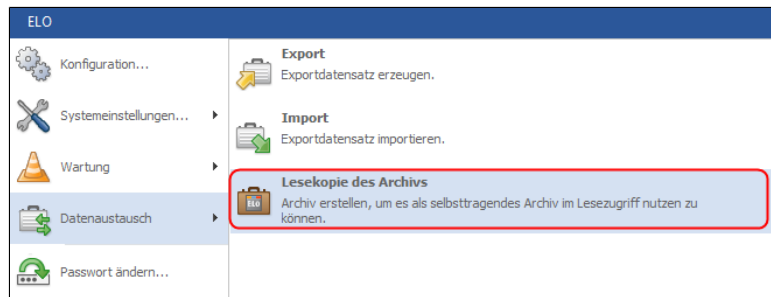 ELO
Konfiguration...
Systemeinstellungen...
Wartung
Datenaustausch
Passwort ändern...
Export
Exportdatensatz erzeugen.
Import
Exportdatensatz importieren.
ELO
Lesekopie des Archivs
Archiv erstellen, um es als selbsttragendes Archiv im Lesezugriff nutzen zu
können.